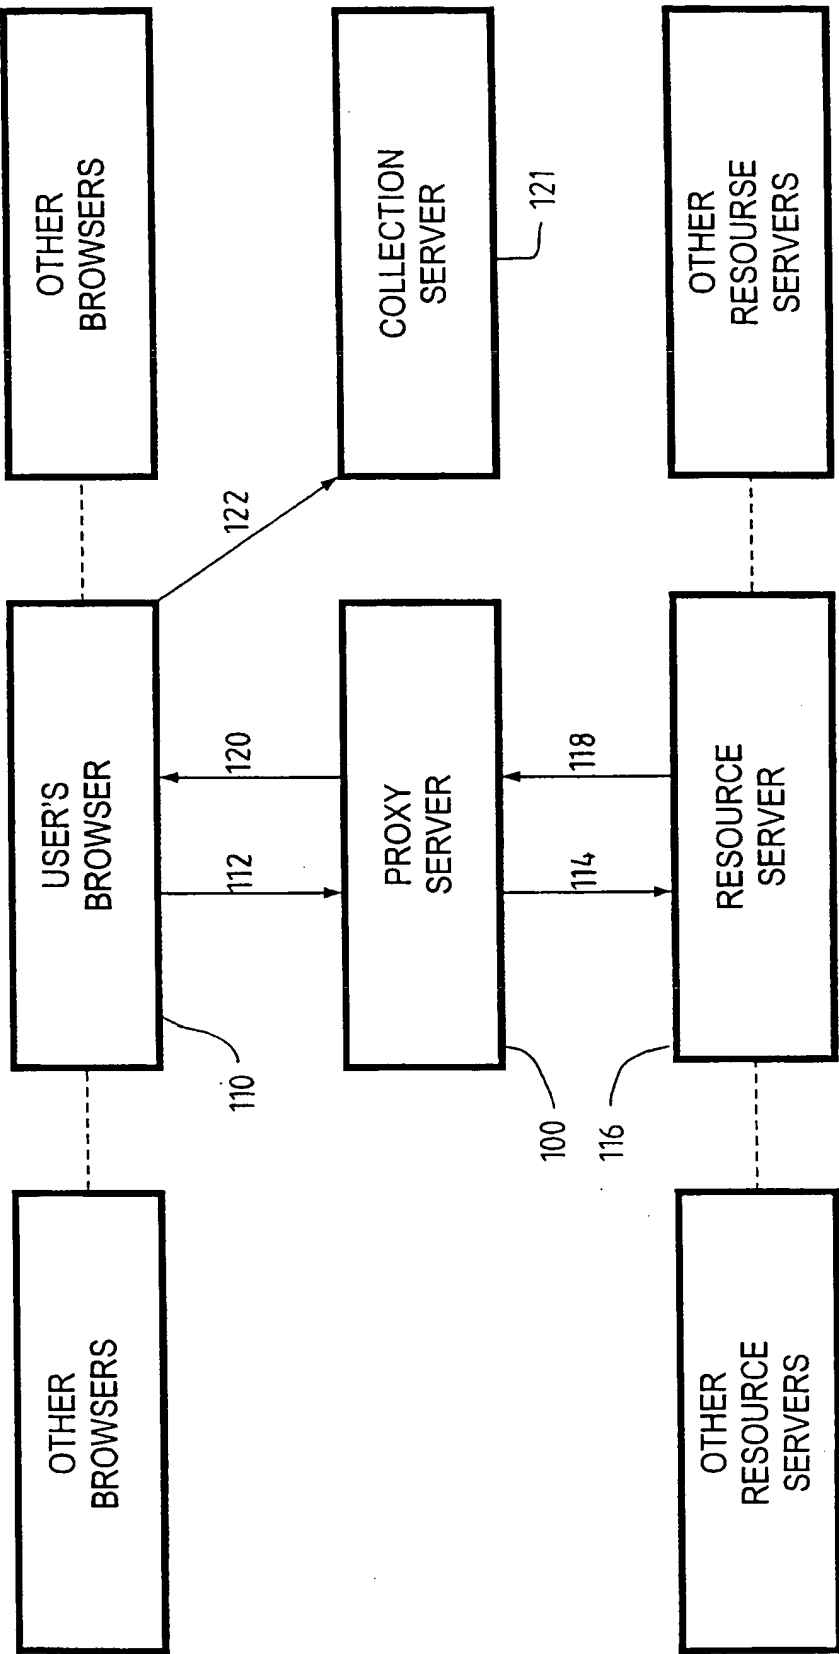 OTHER
BROWSERS
USER'S
BROWSER
OTHER
BROWSERS
110
112
120
122
PROXY
SERVER
COLLECTION
SERVER
100
121
116
114
118
OTHER
RESOURCE
SERVERS
RESOURCE
SERVER
OTHER
RESOURSE
SERVERS